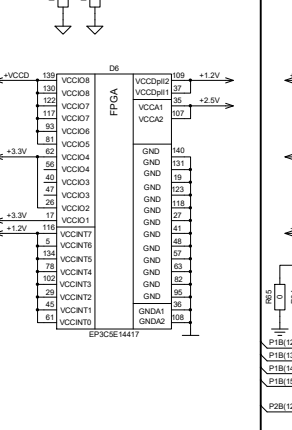 D6
FPGA
+VCCD 139 VCCIO8 VCCDpll2 109 +1.2V
130 VCCIO8 VCCDpll1 37
122 VCCIO7 VCCA1 35 +2.5V
117 VCCIO7 VCCA2 107
93 VCCIO6
81 VCCIO5
+3.3V 62 VCCIO4 GND 140
56 VCCIO4 GND 131
40 VCCIO3 GND 19
47 VCCIO3 GND 123
26 VCCIO2 GND 118
+3.3V 17 VCCIO1 GND 27
+1.2V 116 VCCINT7 GND 41
5 VCCINT6 GND 48
134 VCCINT5 GND 57
78 VCCINT4 GND 63
102 VCCINT3 GND 82
29 VCCINT2 GND 95
45 VCCINT1 GNDA1 36
61 VCCINT0 GNDA2 108
EP3C5E14417
R65
0
P1B(12
P1B(13
P1B(14
P1B(15
P2B(12